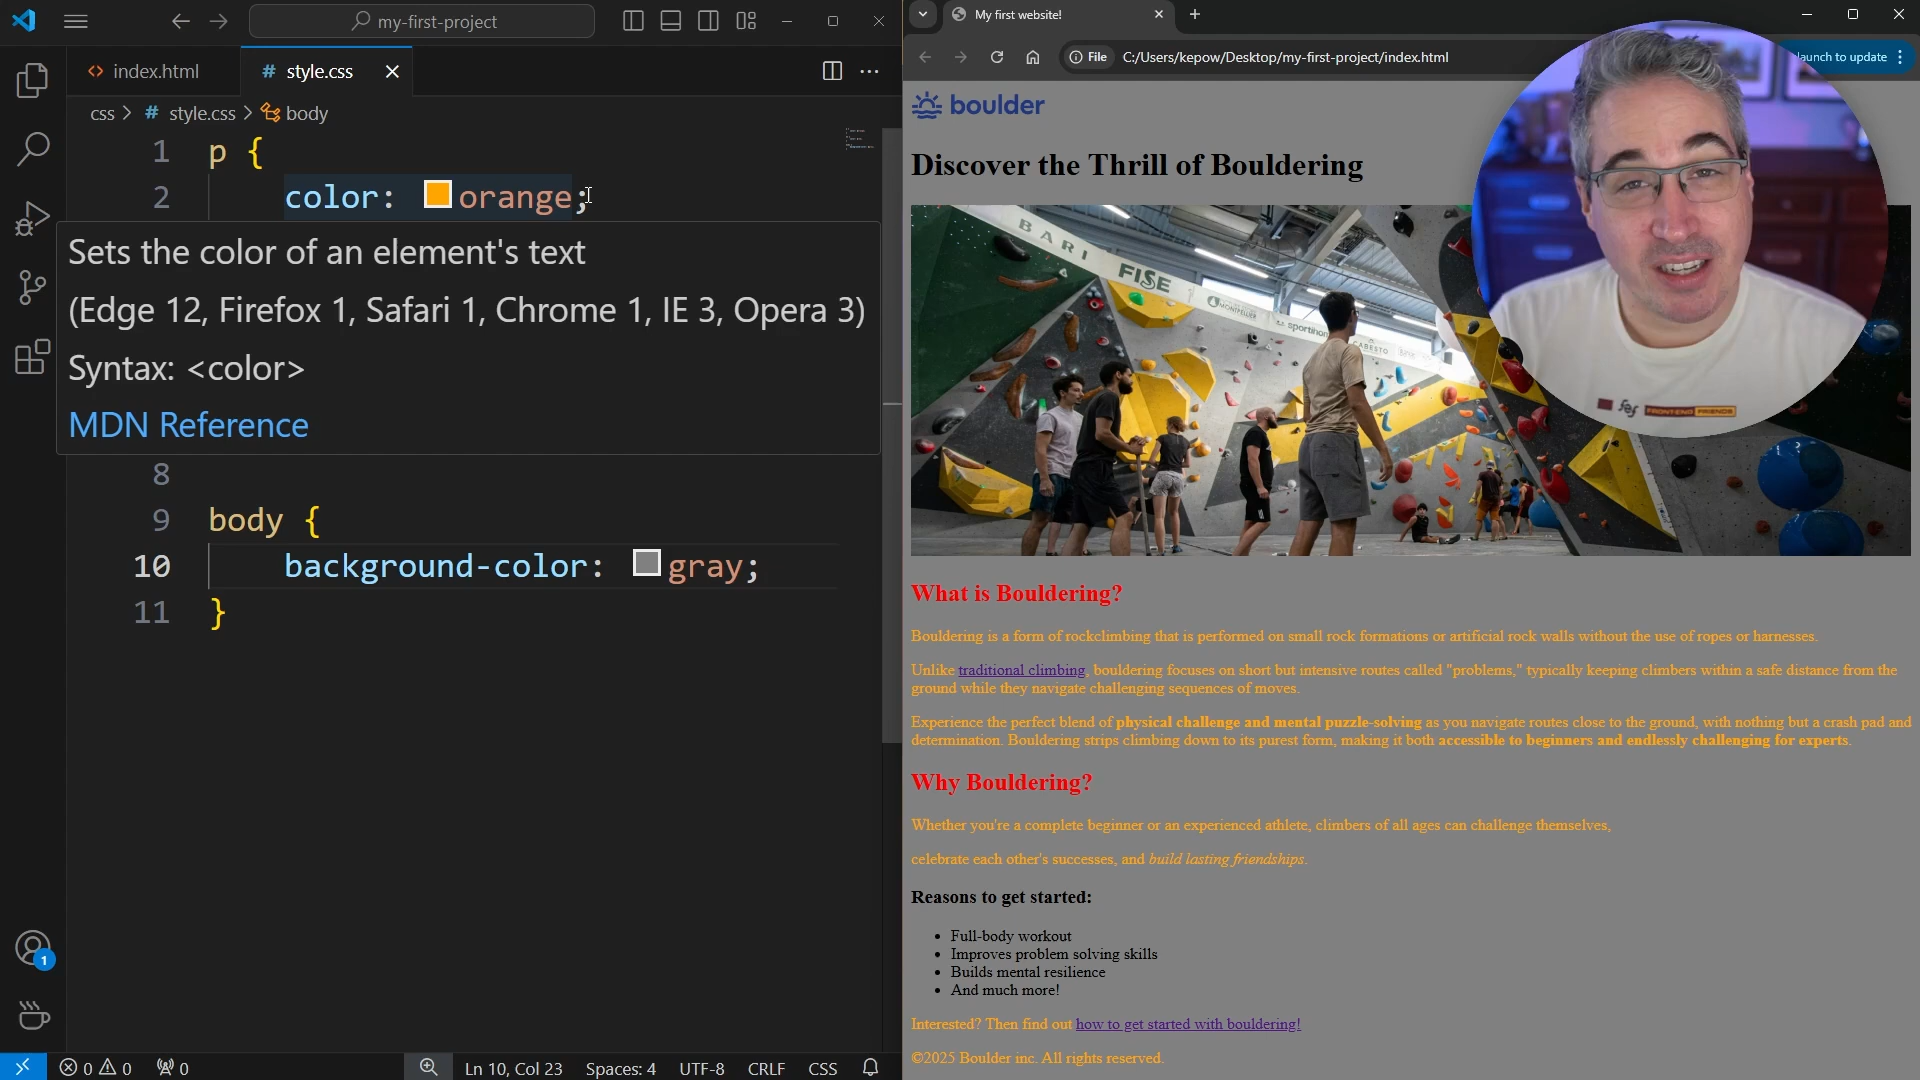 my-first-project
index.html
# style.css
css > # style.css > body
1 p {
2 color: orange;
Sets the color of an element's text
(Edge 12, Firefox 1, Safari 1, Chrome 1, IE 3, Opera 3)
Syntax: <color>
MDN Reference
8
9 body {
10 background-color: gray;
11 }
1
0 0 0
Ln 10, Col 23 Spaces: 4 UTF-8 CRLF CSS
My first website!
File C:/Users/kepow/Desktop/my-first-project/index.html
launch to update
boulder
Discover the Thrill of Bouldering
BARI
FISE
MONTPELLIER
sportihon
CABESTO
fef FRONTEND FRIENDS
What is Bouldering?
Bouldering is a form of rockclimbing that is performed on small rock formations or artificial rock walls without the use of ropes or harnesses.
Unlike traditional climbing, bouldering focuses on short but intensive routes called "problems," typically keeping climbers within a safe distance from the
ground while they navigate challenging sequences of moves.
Experience the perfect blend of physical challenge and mental puzzle-solving as you navigate routes close to the ground, with nothing but a crash pad and
determination. Bouldering strips climbing down to its purest form, making it both accessible to beginners and endlessly challenging for experts.
Why Bouldering?
Whether you're a complete beginner or an experienced athlete, climbers of all ages can challenge themselves,
celebrate each other's successes, and build lasting friendships.
Reasons to get started:
• Full-body workout
• Improves problem solving skills
• Builds mental resilience
• And much more!
Interested? Then find out how to get started with bouldering!
©2025 Boulder inc. All rights reserved.